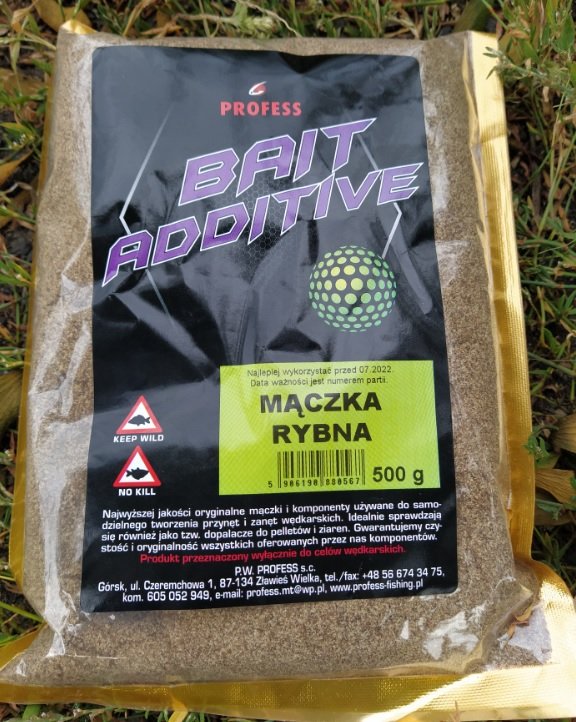 PROFESS
BAIT
ADDITIVE
Najlepiej wykorzystać przed 07.2022
Data ważności jest numerem partii.
MĄCZKA
RYBNA
5 906190 880567
500 g
KEEP WILD
NO KILL
Najwyższej jakości oryginalne mączki i komponenty używane do samo-
dzielnego tworzenia przynęt i zanęt wędkarskich. Idealnie sprawdzają
się również jako tzw. dopalacze do pelletów i ziaren. Gwarantujemy czy-
stość i oryginalność wszystkich oferowanych przez nas komponentów.
Produkt przeznaczony wyłącznie do celów wędkarskich.
P.W. PROFESS s.c.
Górsk, ul. Czeremchowa 1, 87-134 Zławieś Wielka, tel./fax: +48 56 674 34 75,
kom. 605 052 949, e-mail: profess.mt@wp.pl, www.profess-fishing.pl